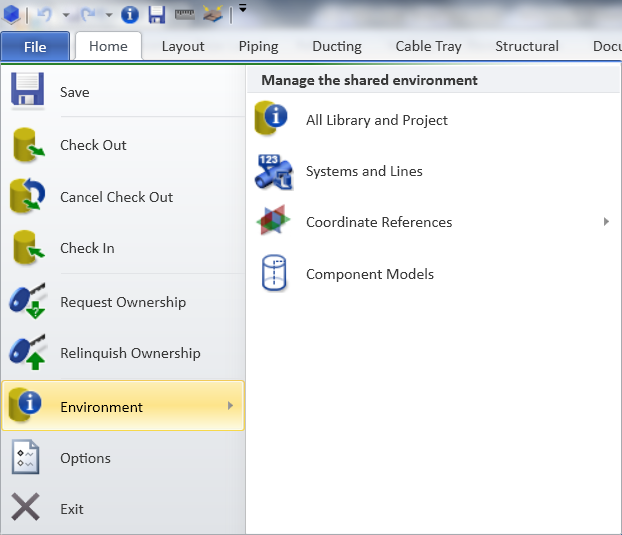 File Home Layout Piping Ducting Cable Tray Structural Docu
Manage the shared environment
Save
Check Out
Cancel Check Out
Check In
Request Ownership
Relinquish Ownership
Environment
Options
Exit
All Library and Project
123
Systems and Lines
Coordinate References
Component Models